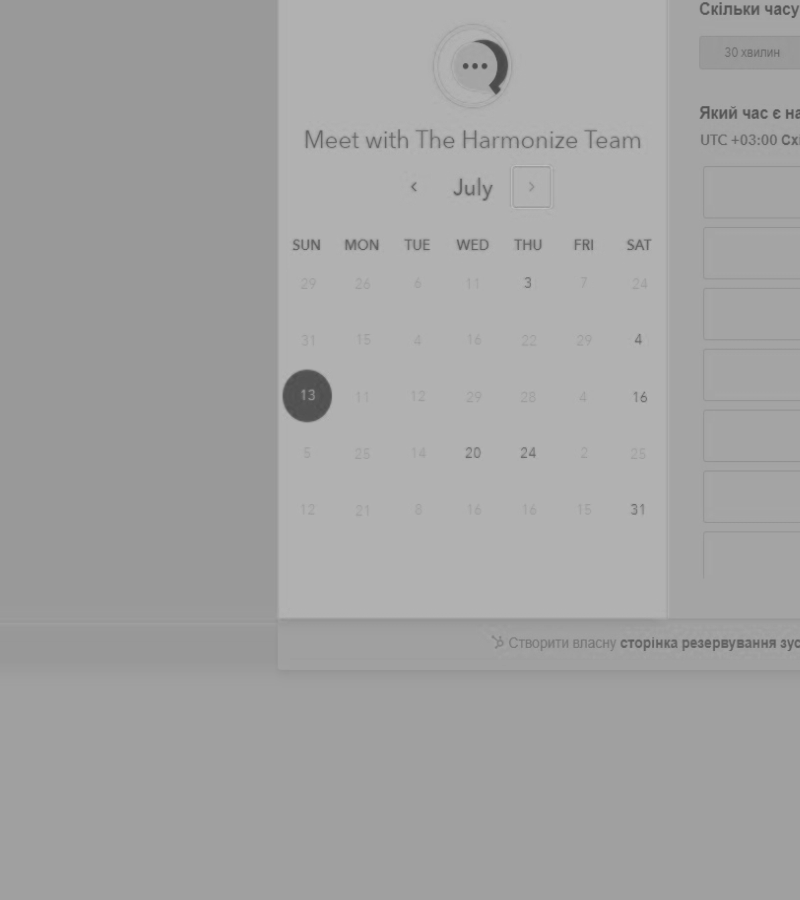 Скільки часу
30 хвилин
Meet with The Harmonize Team
Який час є на
UTC +03:00 Схі
July
SUN MON TUE WED THU FRI SAT
29 26 6 11 3 7 24
31 15 4 16 22 29 4
13 11 12 29 28 4 16
5 25 14 20 24 2 25
12 21 8 16 16 15 31
Створити власну сторінка резервування зус